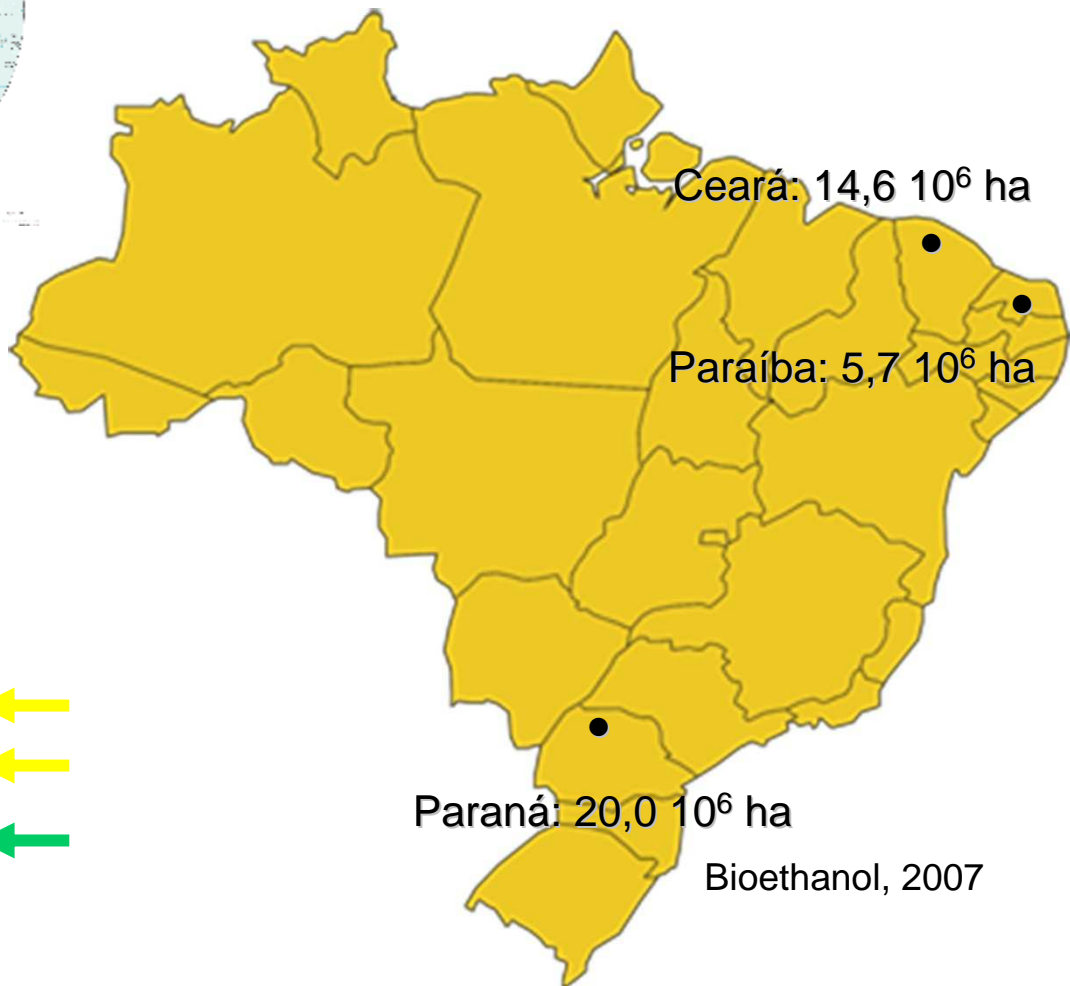 Ceará: 14,6 10⁶ ha
Paraíba: 5,7 10⁶ ha
Paraná: 20,0 10⁶ ha
Bioethanol, 2007